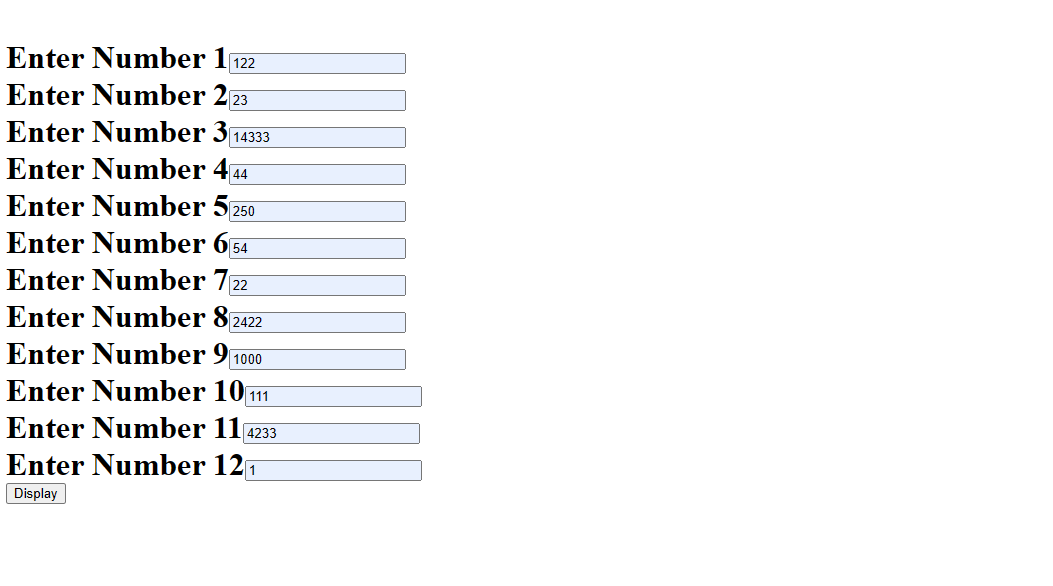 Enter Number 1 122
Enter Number 2 23
Enter Number 3 14333
Enter Number 4 44
Enter Number 5 250
Enter Number 6 54
Enter Number 7 22
Enter Number 8 2422
Enter Number 9 1000
Enter Number 10 111
Enter Number 11 4233
Enter Number 12 1
Display